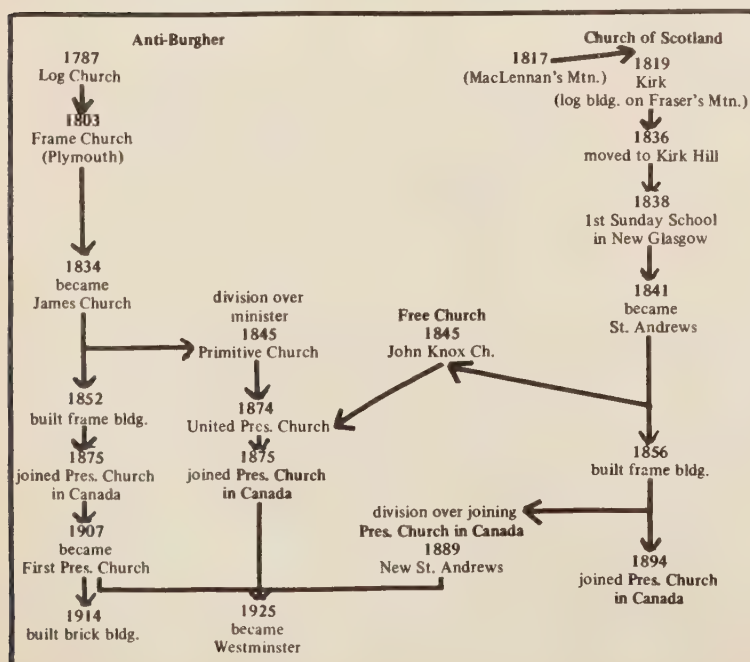 Anti-Burgher
1787
Log Church
1803
Frame Church
(Plymouth)
1834
became
James Church
1852
built frame bldg.
1875
joined Pres. Church
in Canada
1907
became
First Pres. Church
1914
built brick bldg.
division over
minister
1845
Primitive Church
1874
United Pres. Church
1875
joined Pres. Church
in Canada
1925
became
Westminster
Free Church
1845
John Knox Ch.
division over joining
Pres. Church in Canada
1889
New St. Andrews
Church of Scotland
1817
(MacLennan's Mtn.)
1819
Kirk
(log bldg. on Fraser's Mtn.)
1836
moved to Kirk Hill
1838
1st Sunday School
in New Glasgow
1841
became
St. Andrews
1856
built frame bldg.
1894
joined Pres. Church
in Canada